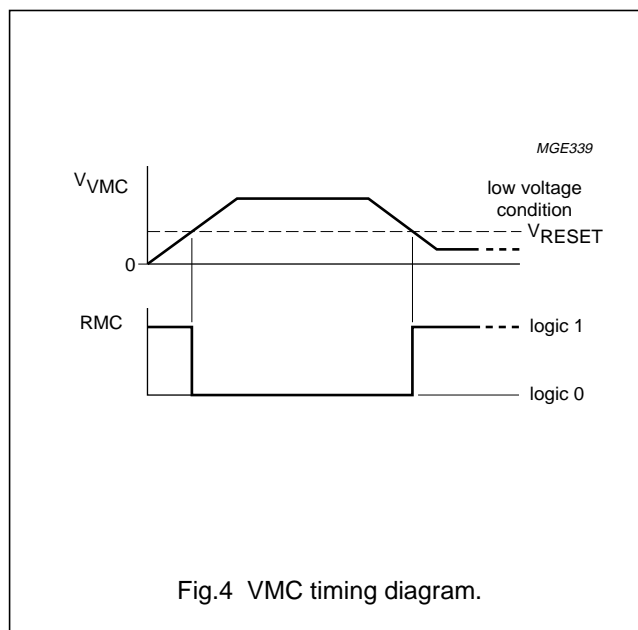 MGE339
VVMC
low voltage
condition
VRESET
0
RMC
logic 1
logic 0
Fig.4 VMC timing diagram.